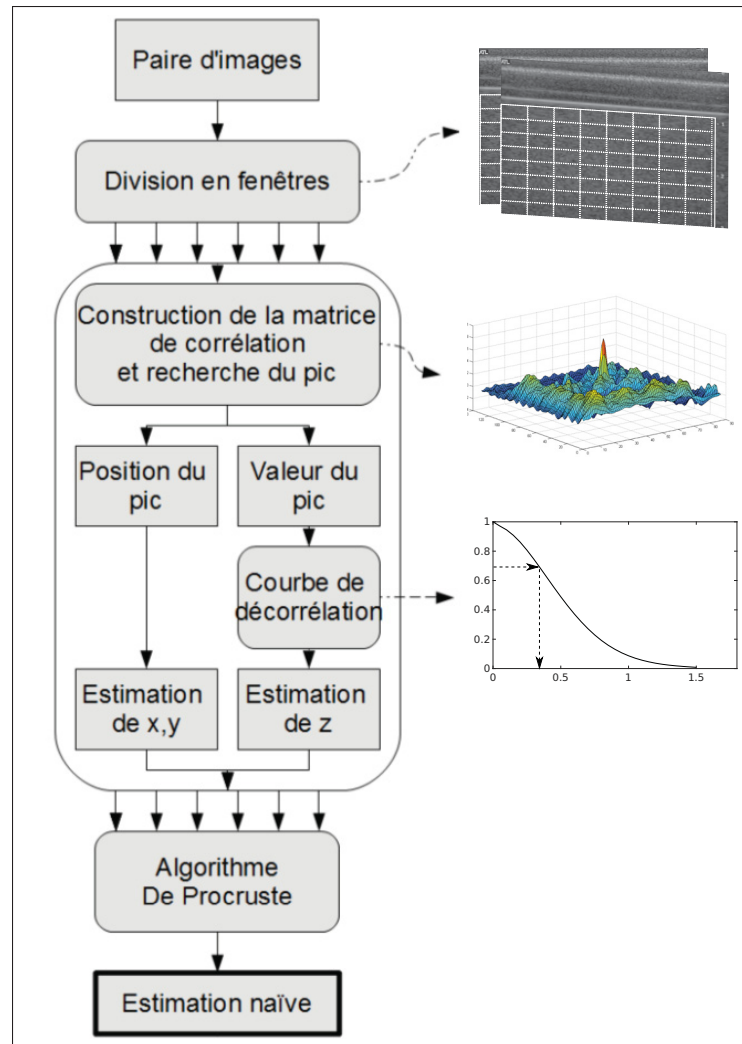 Paire d'images
ATL
ATL
Division en fenêtres
Construction de la matrice
de corrélation
et recherche du pic
Position du
pic
Valeur du
pic
Courbe de
décorrélation
1
0.8
0.6
0.4
0.2
0
0
0.5
1
1.5
Estimation
de x,y
Estimation
de z
Algorithme
De Procruste
Estimation naïve